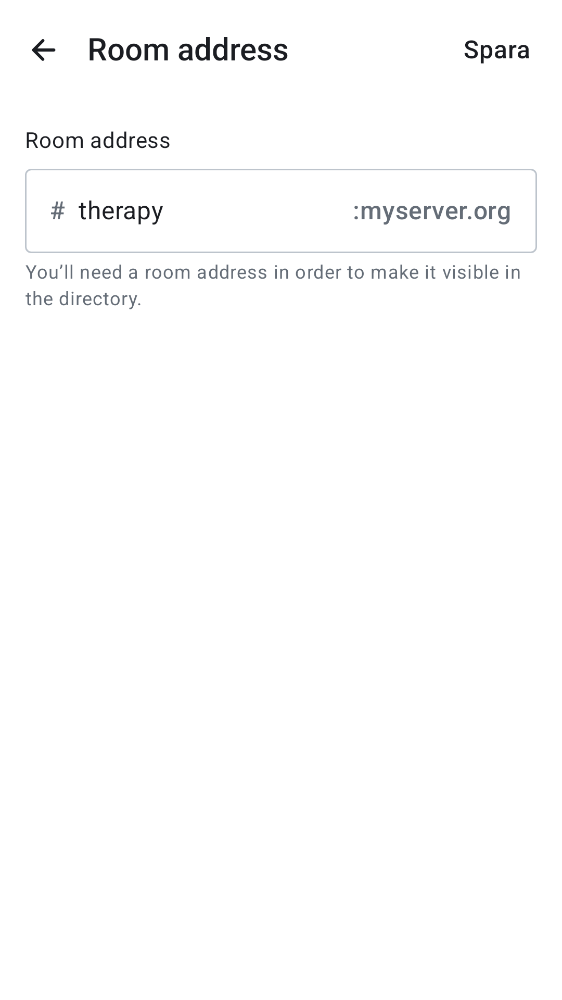 Room address
Spara
Room address
# therapy :myserver.org
You’ll need a room address in order to make it visible in
the directory.